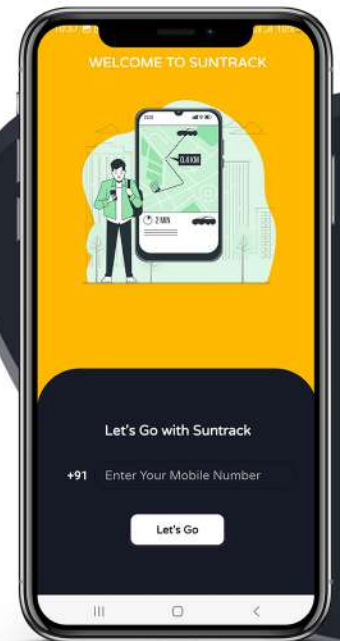 WELCOME TO SUNTRACK
0.4 KM
2 MIN
Let's Go with Suntrack
+91 Enter Your Mobile Number
Let's Go